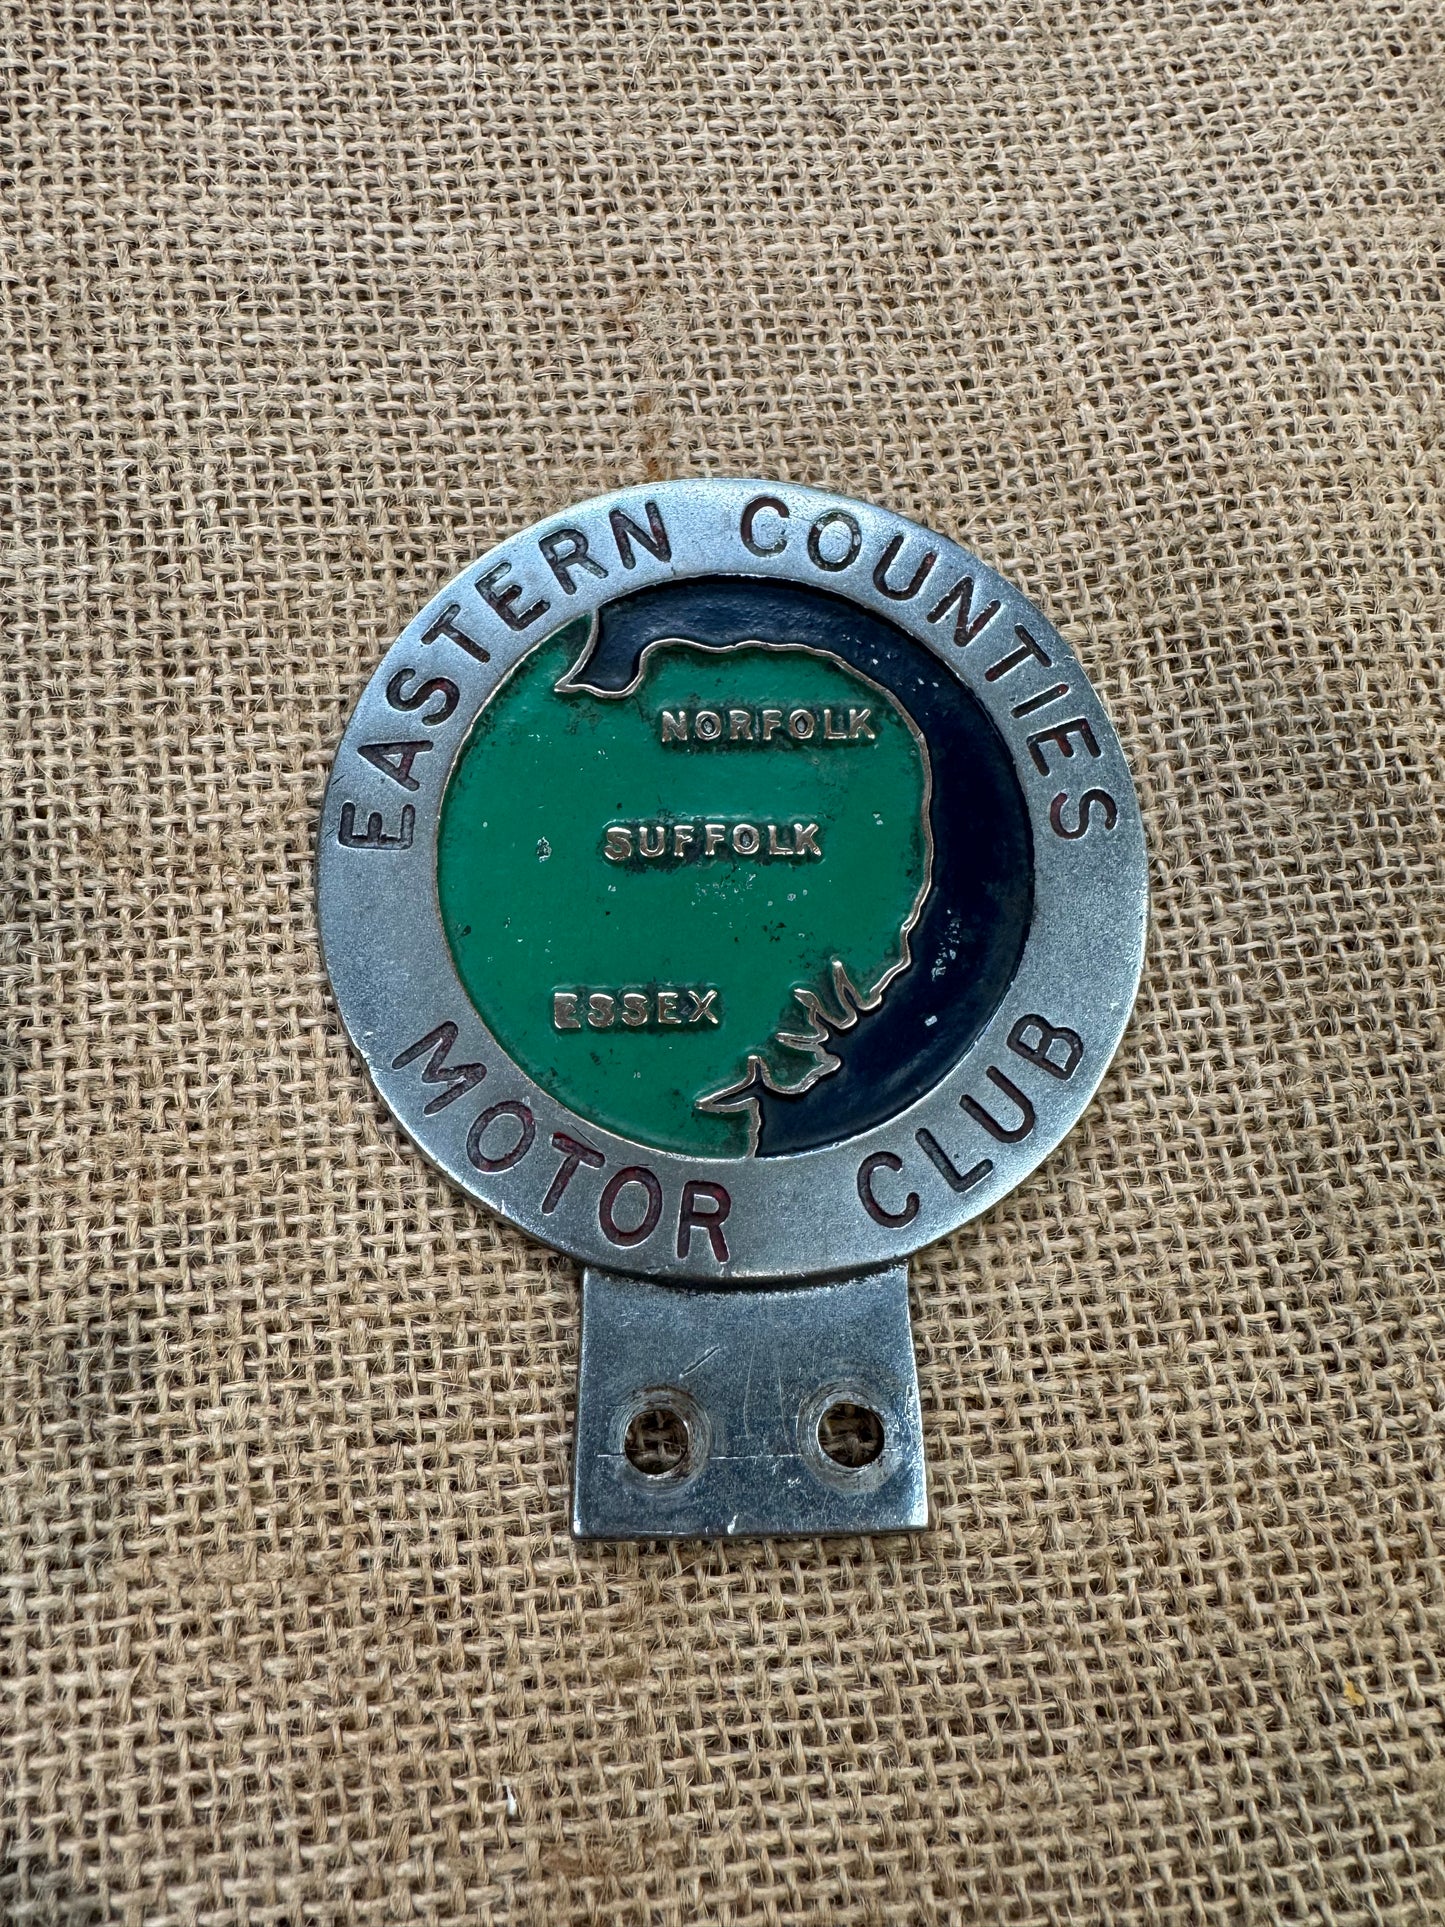 EASTERN COUNTIES
NORFOLK
SUFFOLK
ESSEX
MOTOR CLUB